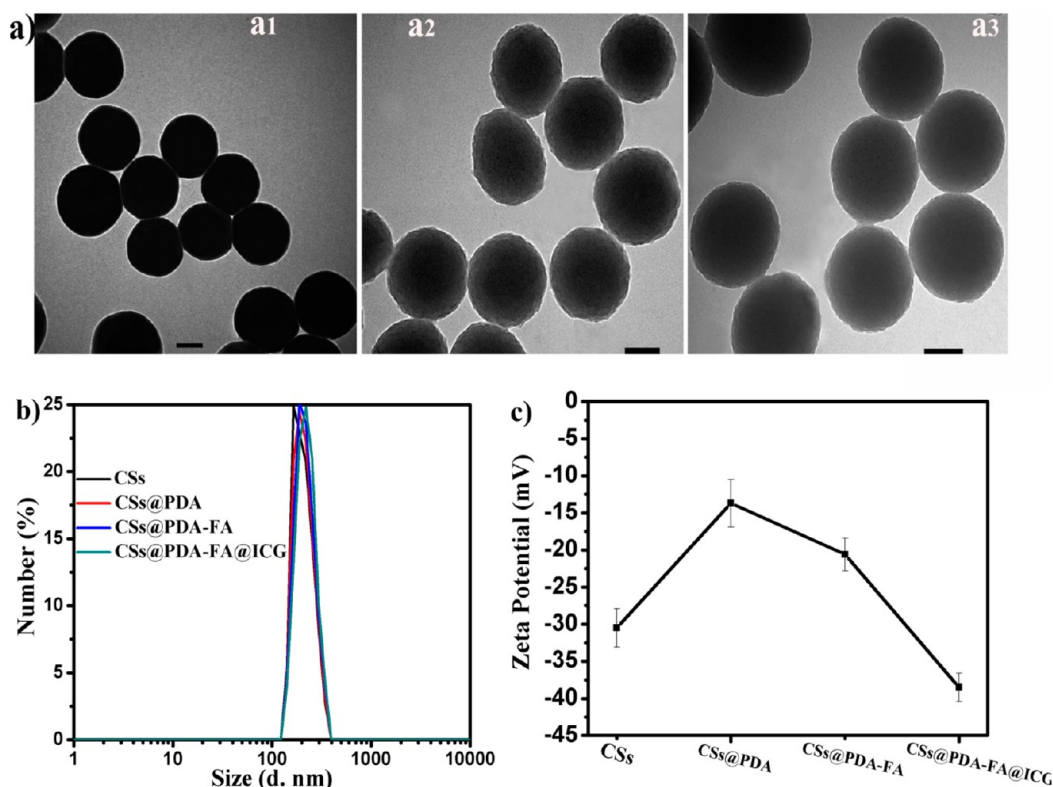 a)
a1
a2
a3
b)
25
20
15
10
5
0
Number (%)
CSs
CSs@PDA
CSs@PDA-FA
CSs@PDA-FA@ICG
1
10
100
1000
10000
Size (d. nm)
c)
0
-5
-10
-15
-20
-25
-30
-35
-40
-45
Zeta Potential (mV)
CSs
CSs@PDA
CSs@PDA-FA
CSs@PDA-FA@ICG